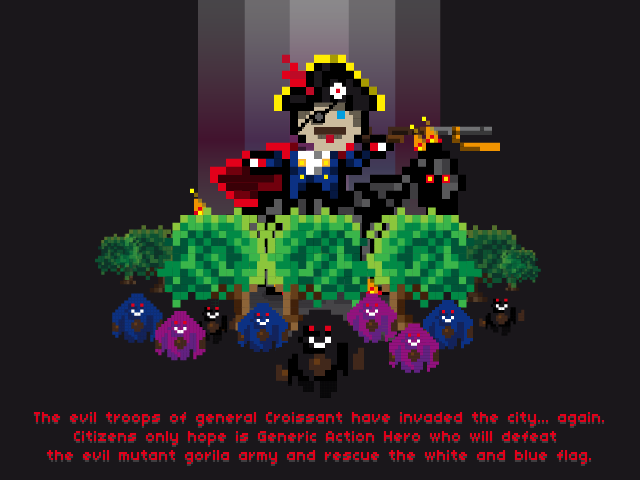 The evil troops of general Croissant have invaded the city... again.
Citizens only hope is Generic Action Hero who will defeat
the evil mutant gorila army and rescue the white and blue flag.